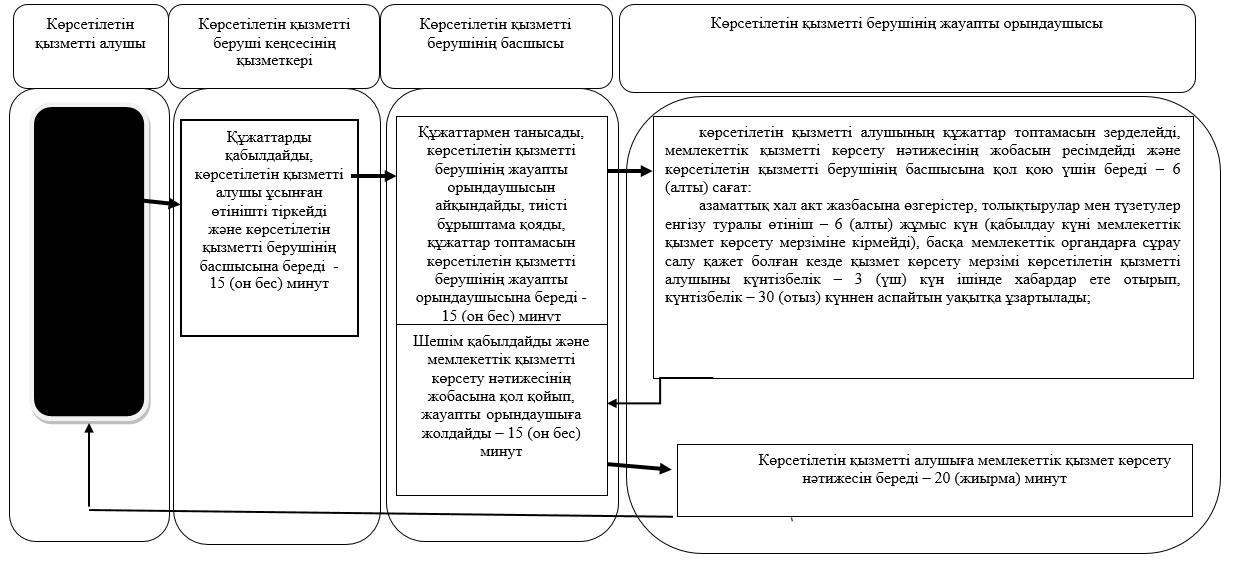 Көрсетілетін
қызметті алушы
Көрсетілетін қызметті
беруші кеңсесінің
қызметкері
Көрсетілетін қызметті
берушінің басшысы
Көрсетілетін қызметті берушінің жауапты орындаушысы
Құжаттарды
қабылдайды,
көрсетілетін қызметті
алушы ұсынған
өтінішті тіркейді
және көрсетілетін
қызметті берушінің
басшысына береді -
15 (он бес) минут
Құжаттармен танысады,
көрсетілетін қызметті
берушінің жауапты
орындаушысын
айқындайды, тиісті
бұрыштама қояды,
құжаттар топтамасын
көрсетілетін қызметті
берушінің жауапты
орындаушысына береді -
15 (он бес) минут
Шешім қабылдайды және
мемлекеттік қызметті
көрсету нәтижесінің
жобасына қол қойып,
жауапты орындаушыға
жолдайды – 15 (он бес)
минут
көрсетілетін қызметті алушының құжаттар топтамасын зерделейді,
мемлекеттік қызметті көрсету нәтижесінің жобасын ресімдейді және
көрсетілетін қызметті берушінің басшысына қол қою үшін береді – 6
(алты) сағат:
азаматтық хал акт жазбасына өзгерістер, толықтырулар мен түзетулер
енгізу туралы өтініш – 6 (алты) жұмыс күн (қабылдау күні мемлекеттік
қызмет көрсету мерзіміне кірмейді), басқа мемлекеттік органдарға сұрау
салу қажет болған кезде қызмет көрсету мерзімі көрсетілетін қызметті
алушыны күнтізбелік – 3 (үш) күн ішінде хабардар ете отырып,
күнтізбелік – 30 (отыз) күннен аспайтын уақытқа ұзартылады;
Көрсетілетін қызметті алушыға мемлекеттік қызмет көрсету
нәтижесін береді – 20 (жиырма) минут